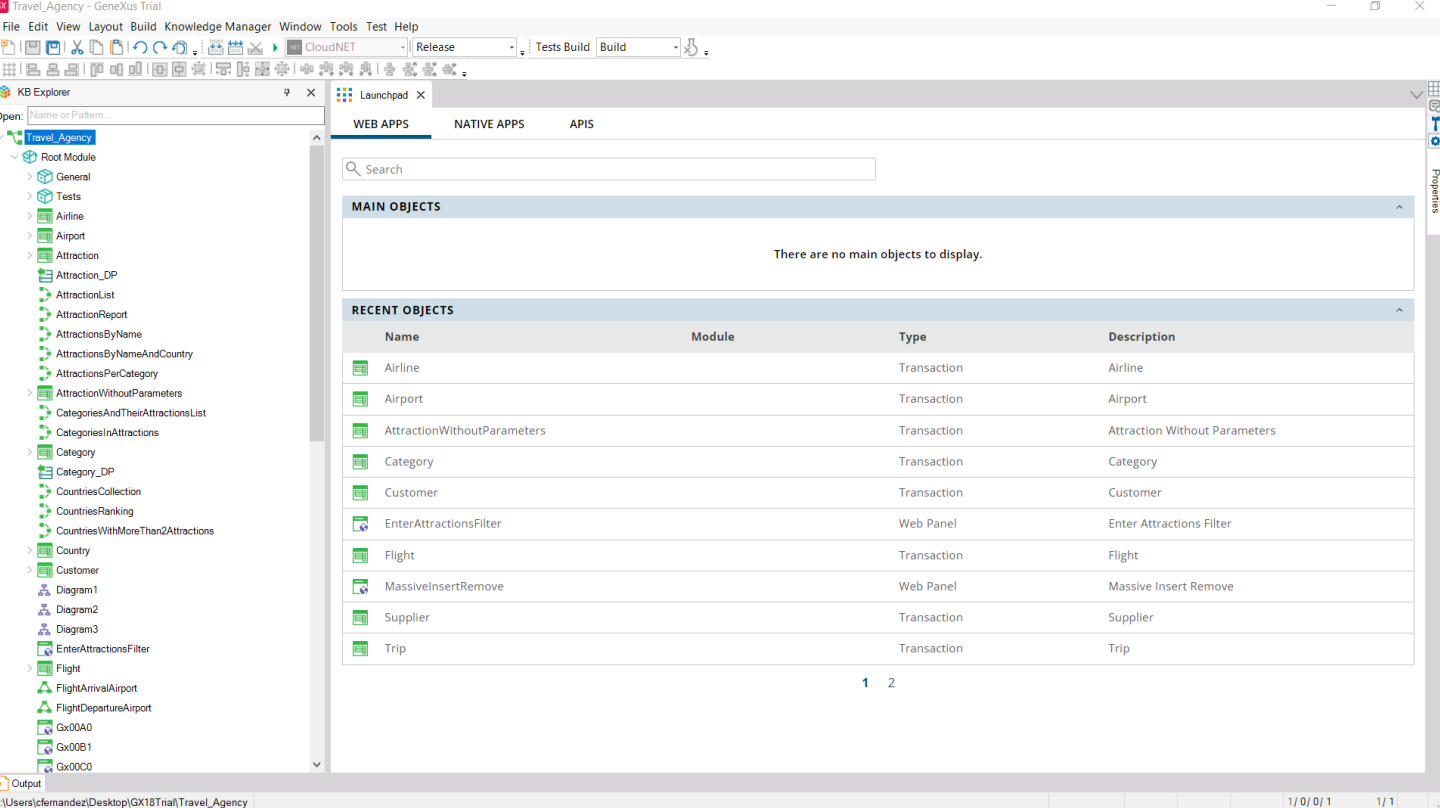 Travel_Agency - GeneXus Trial
File Edit View Layout Build Knowledge Manager Window Tools Test Help
.NET CloudNET Release Tests Build Build
KB Explorer
Open: Name or Pattern...
Travel_Agency
Root Module
General
Tests
Airline
Airport
Attraction
Attraction_DP
AttractionList
AttractionReport
AttractionsByName
AttractionsByNameAndCountry
AttractionsPerCategory
AttractionWithoutParameters
CategoriesAndTheirAttractionsList
CategoriesInAttractions
Category
Category_DP
CountriesCollection
CountriesRanking
CountriesWithMoreThan2Attractions
Country
Customer
Diagram1
Diagram2
Diagram3
EnterAttractionsFilter
Flight
FlightArrivalAirport
FlightDepartureAirport
Gx00A0
Gx00B1
Gx00C0
Launchpad
WEB APPS NATIVE APPS APIS
Search
MAIN OBJECTS
There are no main objects to display.
RECENT OBJECTS
Name Module Type Description
Airline Transaction Airline
Airport Transaction Airport
AttractionWithoutParameters Transaction Attraction Without Parameters
Category Transaction Category
Customer Transaction Customer
EnterAttractionsFilter Web Panel Enter Attractions Filter
Flight Transaction Flight
MassiveInsertRemove Web Panel Massive Insert Remove
Supplier Transaction Supplier
Trip Transaction Trip
1 2
Properties
Output
:\Users\cfernandez\Desktop\GX18Trial\Travel_Agency 1/ 0/ 0/ 1 1/ 1